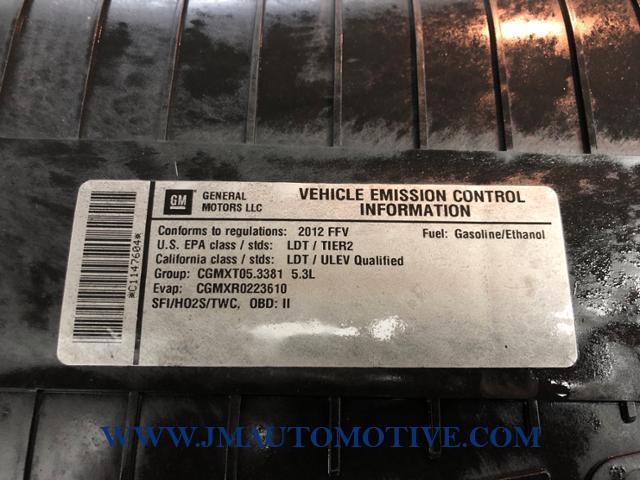 GM
GENERAL
MOTORS LLC
VEHICLE EMISSION CONTROL
INFORMATION
Conforms to regulations: 2012 FFV
Fuel: Gasoline/Ethanol
U.S. EPA class / stds: LDT / TIER2
California class / stds: LDT / ULEV Qualified
Group: CGMXT05.3381 5.3L
Evap: CGMXR0223610
SFI/HO2S/TWC, OBD: II
*C1147604*
WWW.JMAUTOMOTIVE.COM